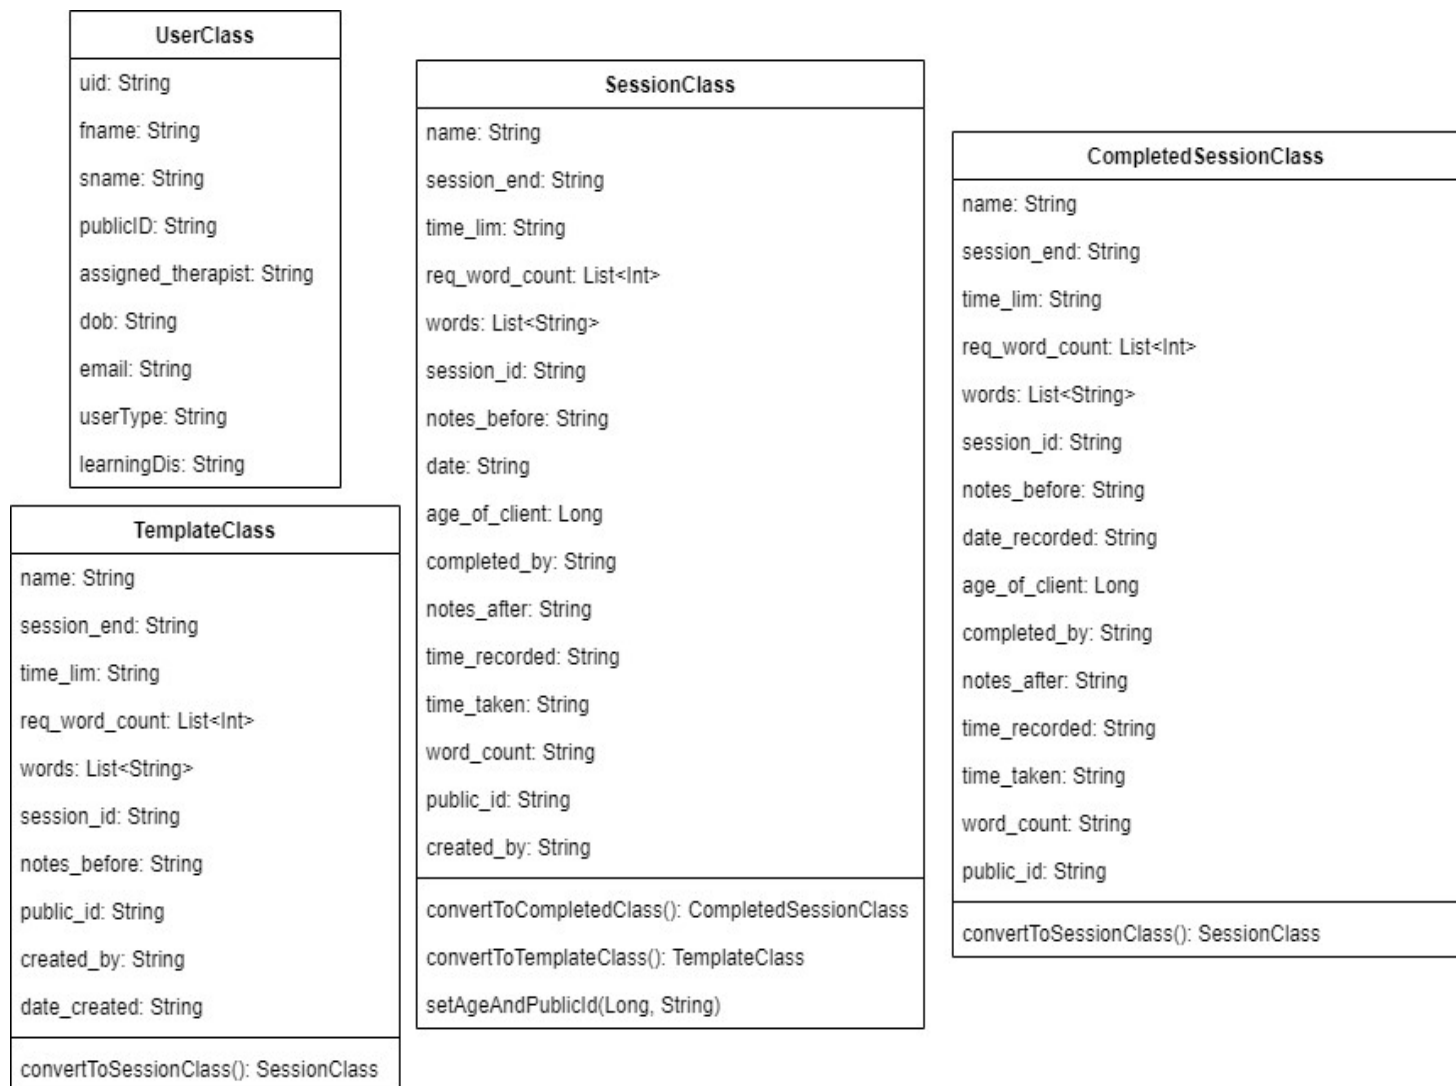 UserClass
uid: String
fname: String
sname: String
publicID: String
assigned_therapist: String
dob: String
email: String
userType: String
learningDis: String
TemplateClass
name: String
session_end: String
time_lim: String
req_word_count: List<Int>
words: List<String>
session_id: String
notes_before: String
public_id: String
created_by: String
date_created: String
convertToSessionClass(): SessionClass
SessionClass
name: String
session_end: String
time_lim: String
req_word_count: List<Int>
words: List<String>
session_id: String
notes_before: String
date: String
age_of_client: Long
completed_by: String
notes_after: String
time_recorded: String
time_taken: String
word_count: String
public_id: String
created_by: String
convertToCompletedClass(): CompletedSessionClass
convertToTemplateClass(): TemplateClass
setAgeAndPublicId(Long, String)
CompletedSessionClass
name: String
session_end: String
time_lim: String
req_word_count: List<Int>
words: List<String>
session_id: String
notes_before: String
date_recorded: String
age_of_client: Long
completed_by: String
notes_after: String
time_recorded: String
time_taken: String
word_count: String
public_id: String
convertToSessionClass(): SessionClass